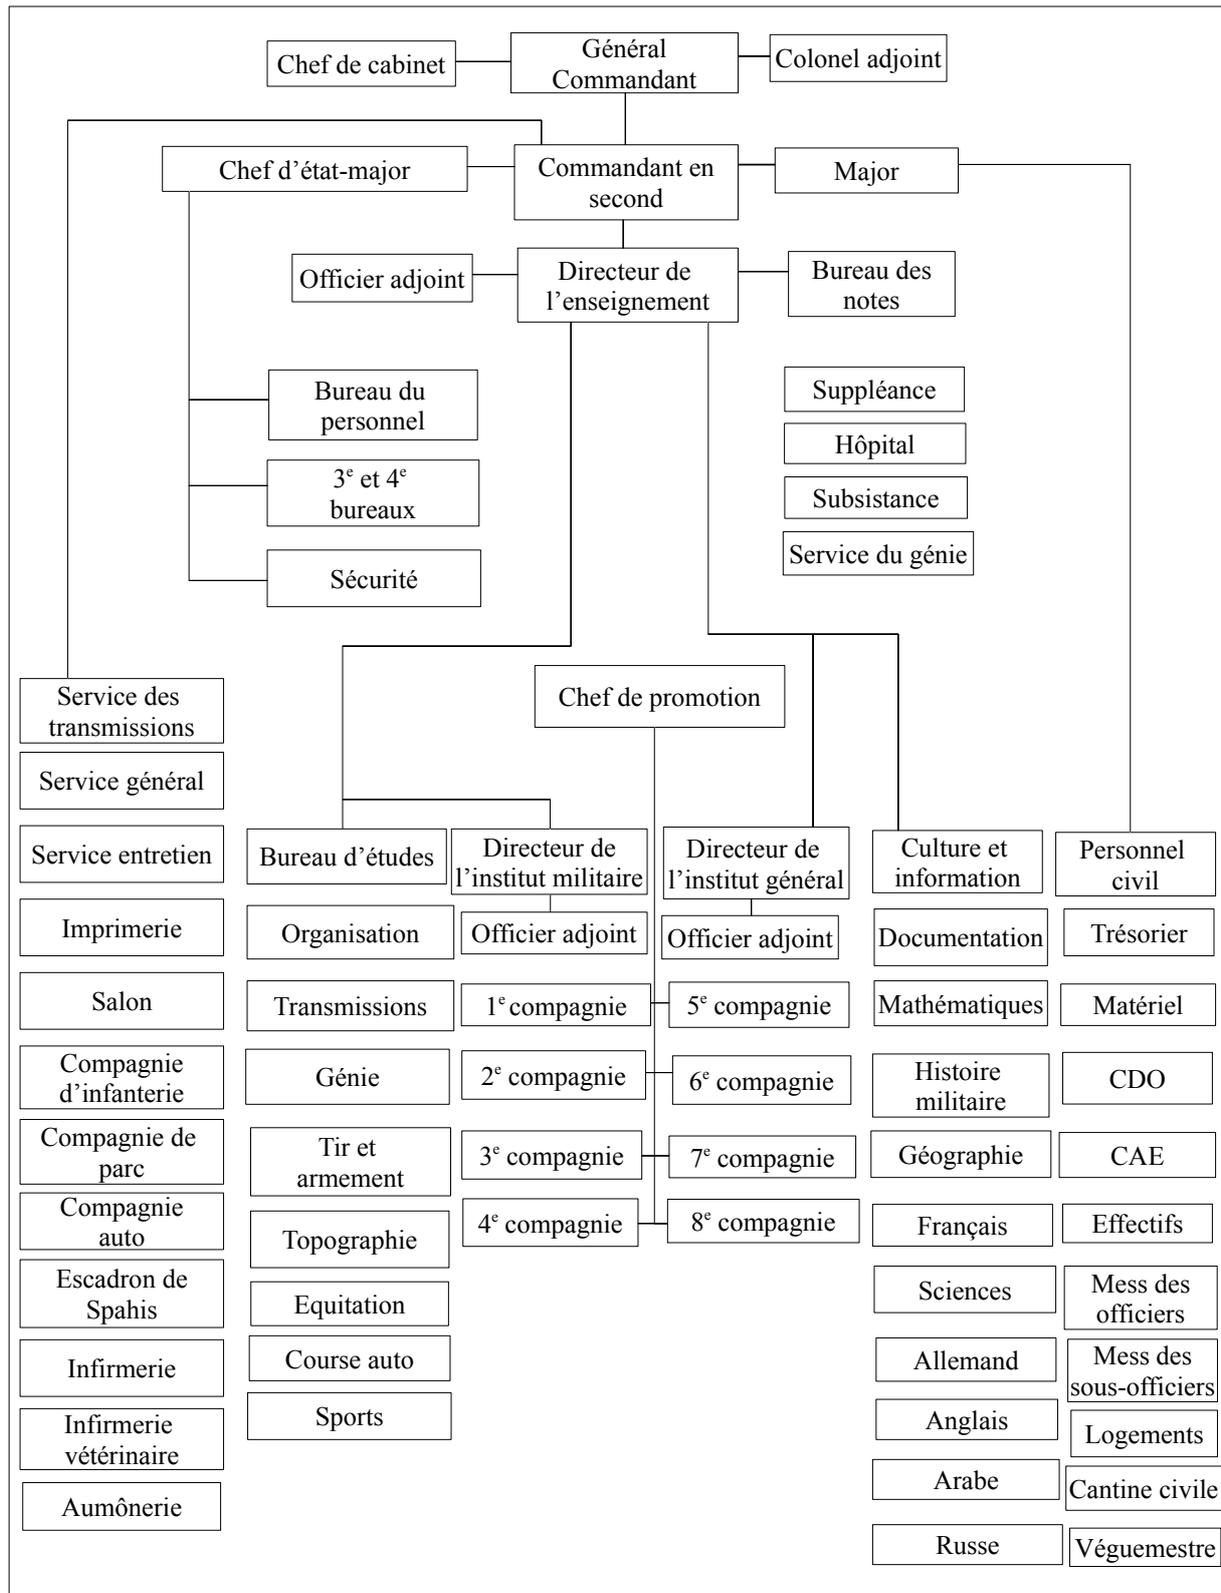 Chef de cabinet
Général
Commandant
Colonel adjoint
Chef d’état-major
Commandant en
second
Major
Officier adjoint
Directeur de
l’enseignement
Bureau des
notes
Bureau du
personnel
3e et 4e
bureaux
Sécurité
Suppléance
Hôpital
Subsistance
Service du génie
Chef de promotion
Service des
transmissions
Service général
Service entretien
Imprimerie
Salon
Compagnie
d’infanterie
Compagnie de
parc
Compagnie
auto
Escadron de
Spahis
Infirmerie
Infirmerie
vétérinaire
Aumônerie
Bureau d’études
Organisation
Transmissions
Génie
Tir et
armement
Topographie
Equitation
Course auto
Sports
Directeur de
l’institut militaire
Officier adjoint
1e compagnie
2e compagnie
3e compagnie
4e compagnie
Directeur de
l’institut général
Officier adjoint
5e compagnie
6e compagnie
7e compagnie
8e compagnie
Culture et
information
Documentation
Mathématiques
Histoire
militaire
Géographie
Français
Sciences
Allemand
Anglais
Arabe
Russe
Personnel
civil
Trésorier
Matériel
CDO
CAE
Effectifs
Mess des
officiers
Mess des
sous-officiers
Logements
Cantine civile
Véguemestre